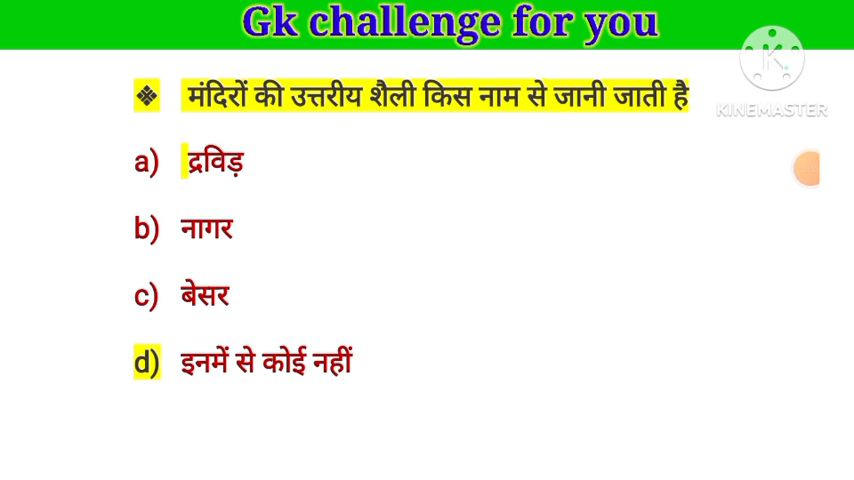 Gk challenge for you
❖ मंदिरों की उत्तरीय शैली किस नाम से जानी जाती है
KINEMASTER
a) द्रविड़
b) नागर
c) बेसर
d) इनमें से कोई नहीं